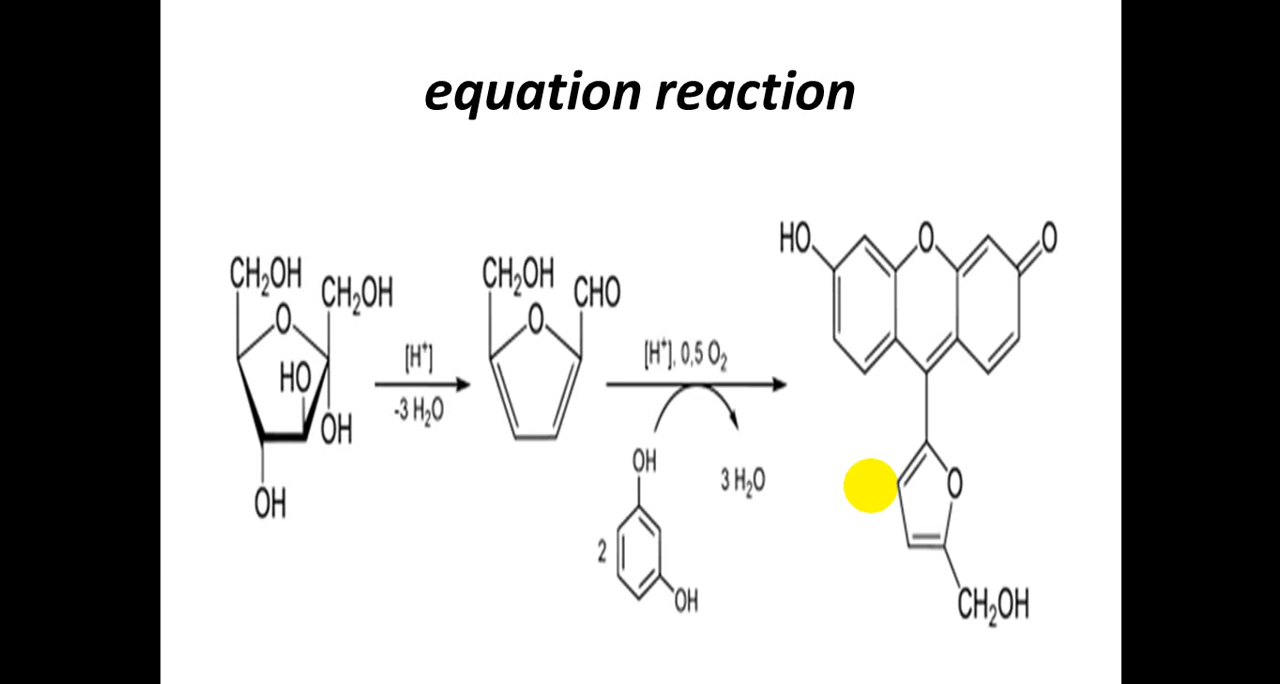 equation reaction
CH₂OH
CH₂OH
O
HO
OH
OH
[H⁺]
-3 H₂O
CH₂OH
CHO
O
[H⁺], 0,5 O₂
OH
2
OH
3 H₂O
HO
O
O
O
CH₂OH